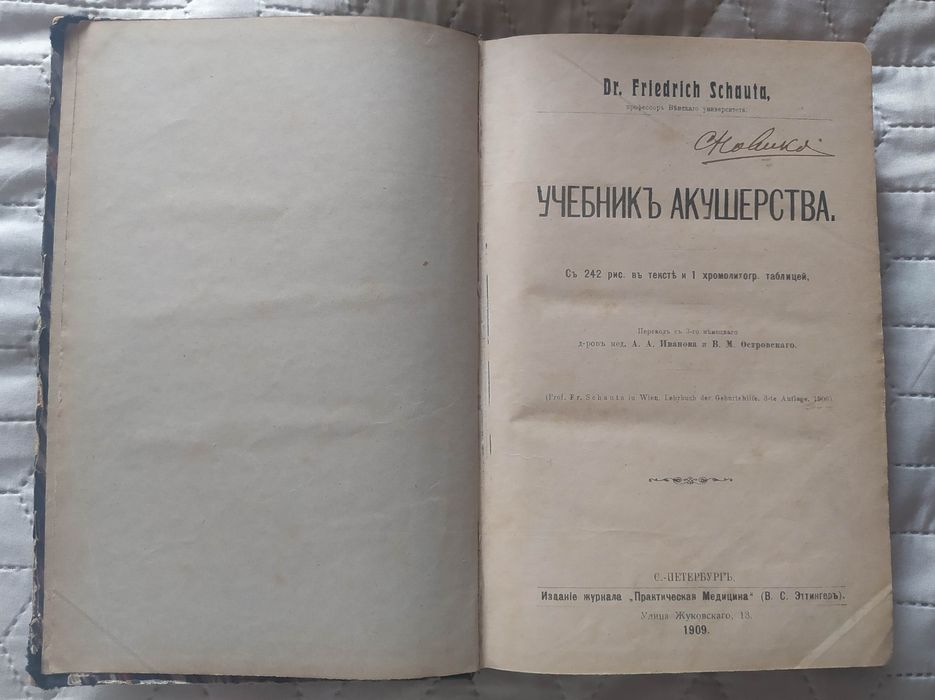 Dr. Friedrich Schauta,
профессоръ Вѣнскаго университета.
УЧЕБНИКЪ АКУШЕРСТВА.
Съ 242 рис. въ текстѣ и 1 хромолитогр. таблицей,
Переводъ съ 3-го нѣмецкаго
д-ровъ мед. А. А. Иванова и В. М. Островскаго.
(Prof. Fr. Schauta in Wien. Lehrbuch der Geburtshilfe. 3-te Auflage. 1906).
С.-ПЕТЕРБУРГЪ.
Изданіе журнала „Практическая Медицина“ (В. С. Эттингеръ).
Улица Жуковскаго, 13.
1909.